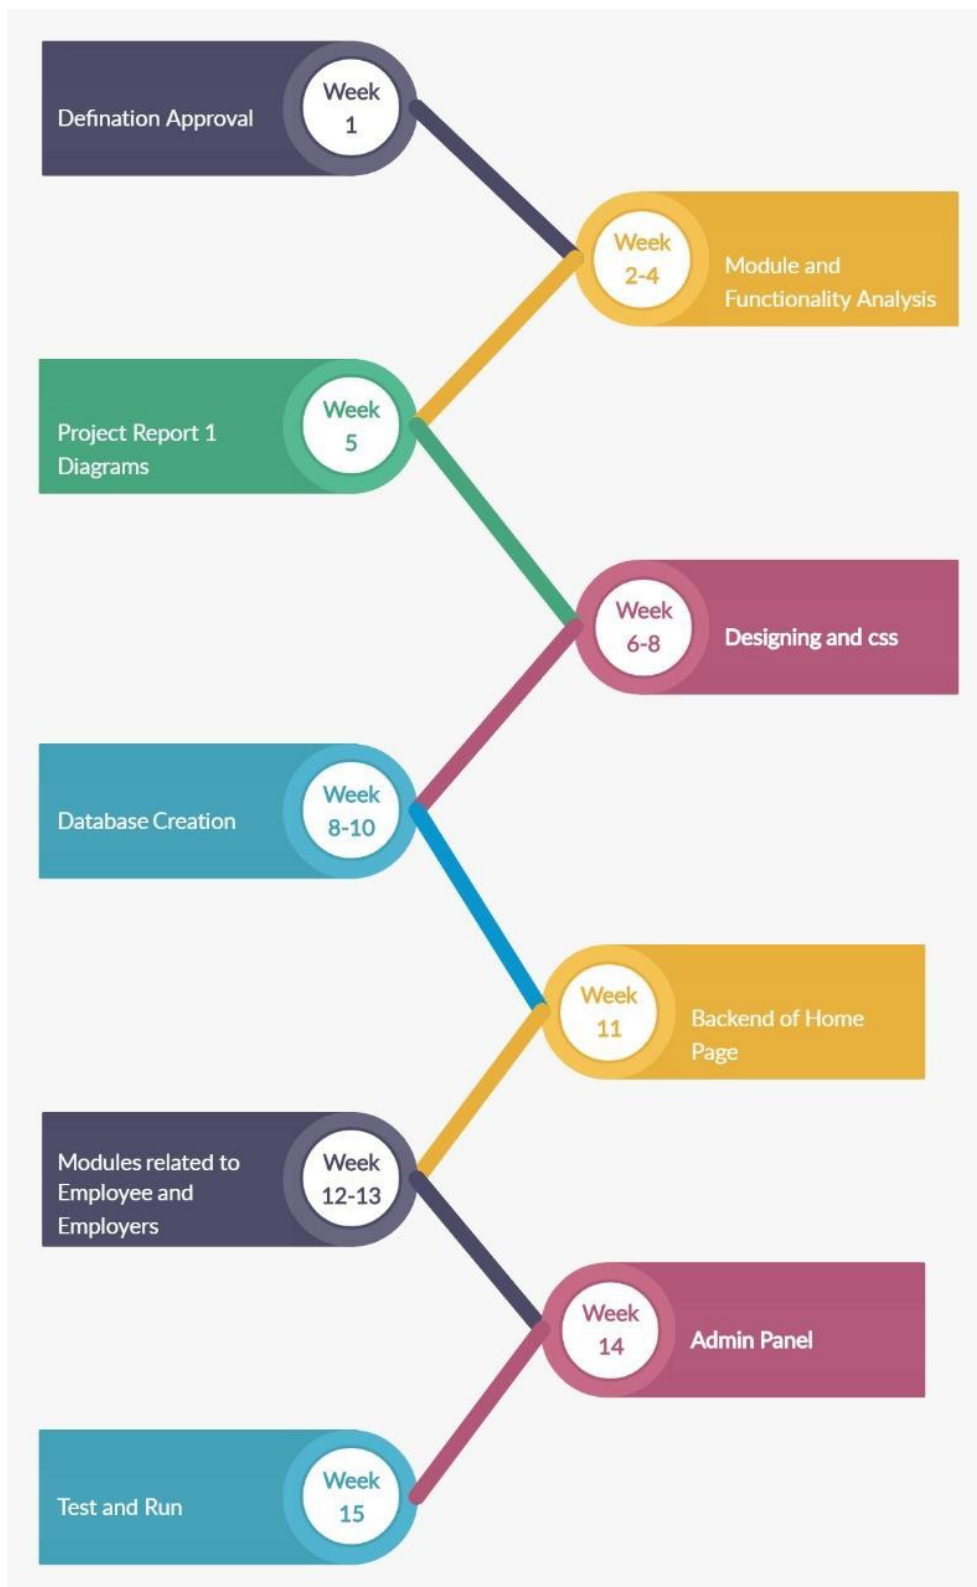 Defination Approval
Week
1
Week
2-4
Module and
Functionality Analysis
Project Report 1
Diagrams
Week
5
Week
6-8
Designing and css
Database Creation
Week
8-10
Week
11
Backend of Home
Page
Modules related to
Employee and
Employers
Week
12-13
Week
14
Admin Panel
Test and Run
Week
15